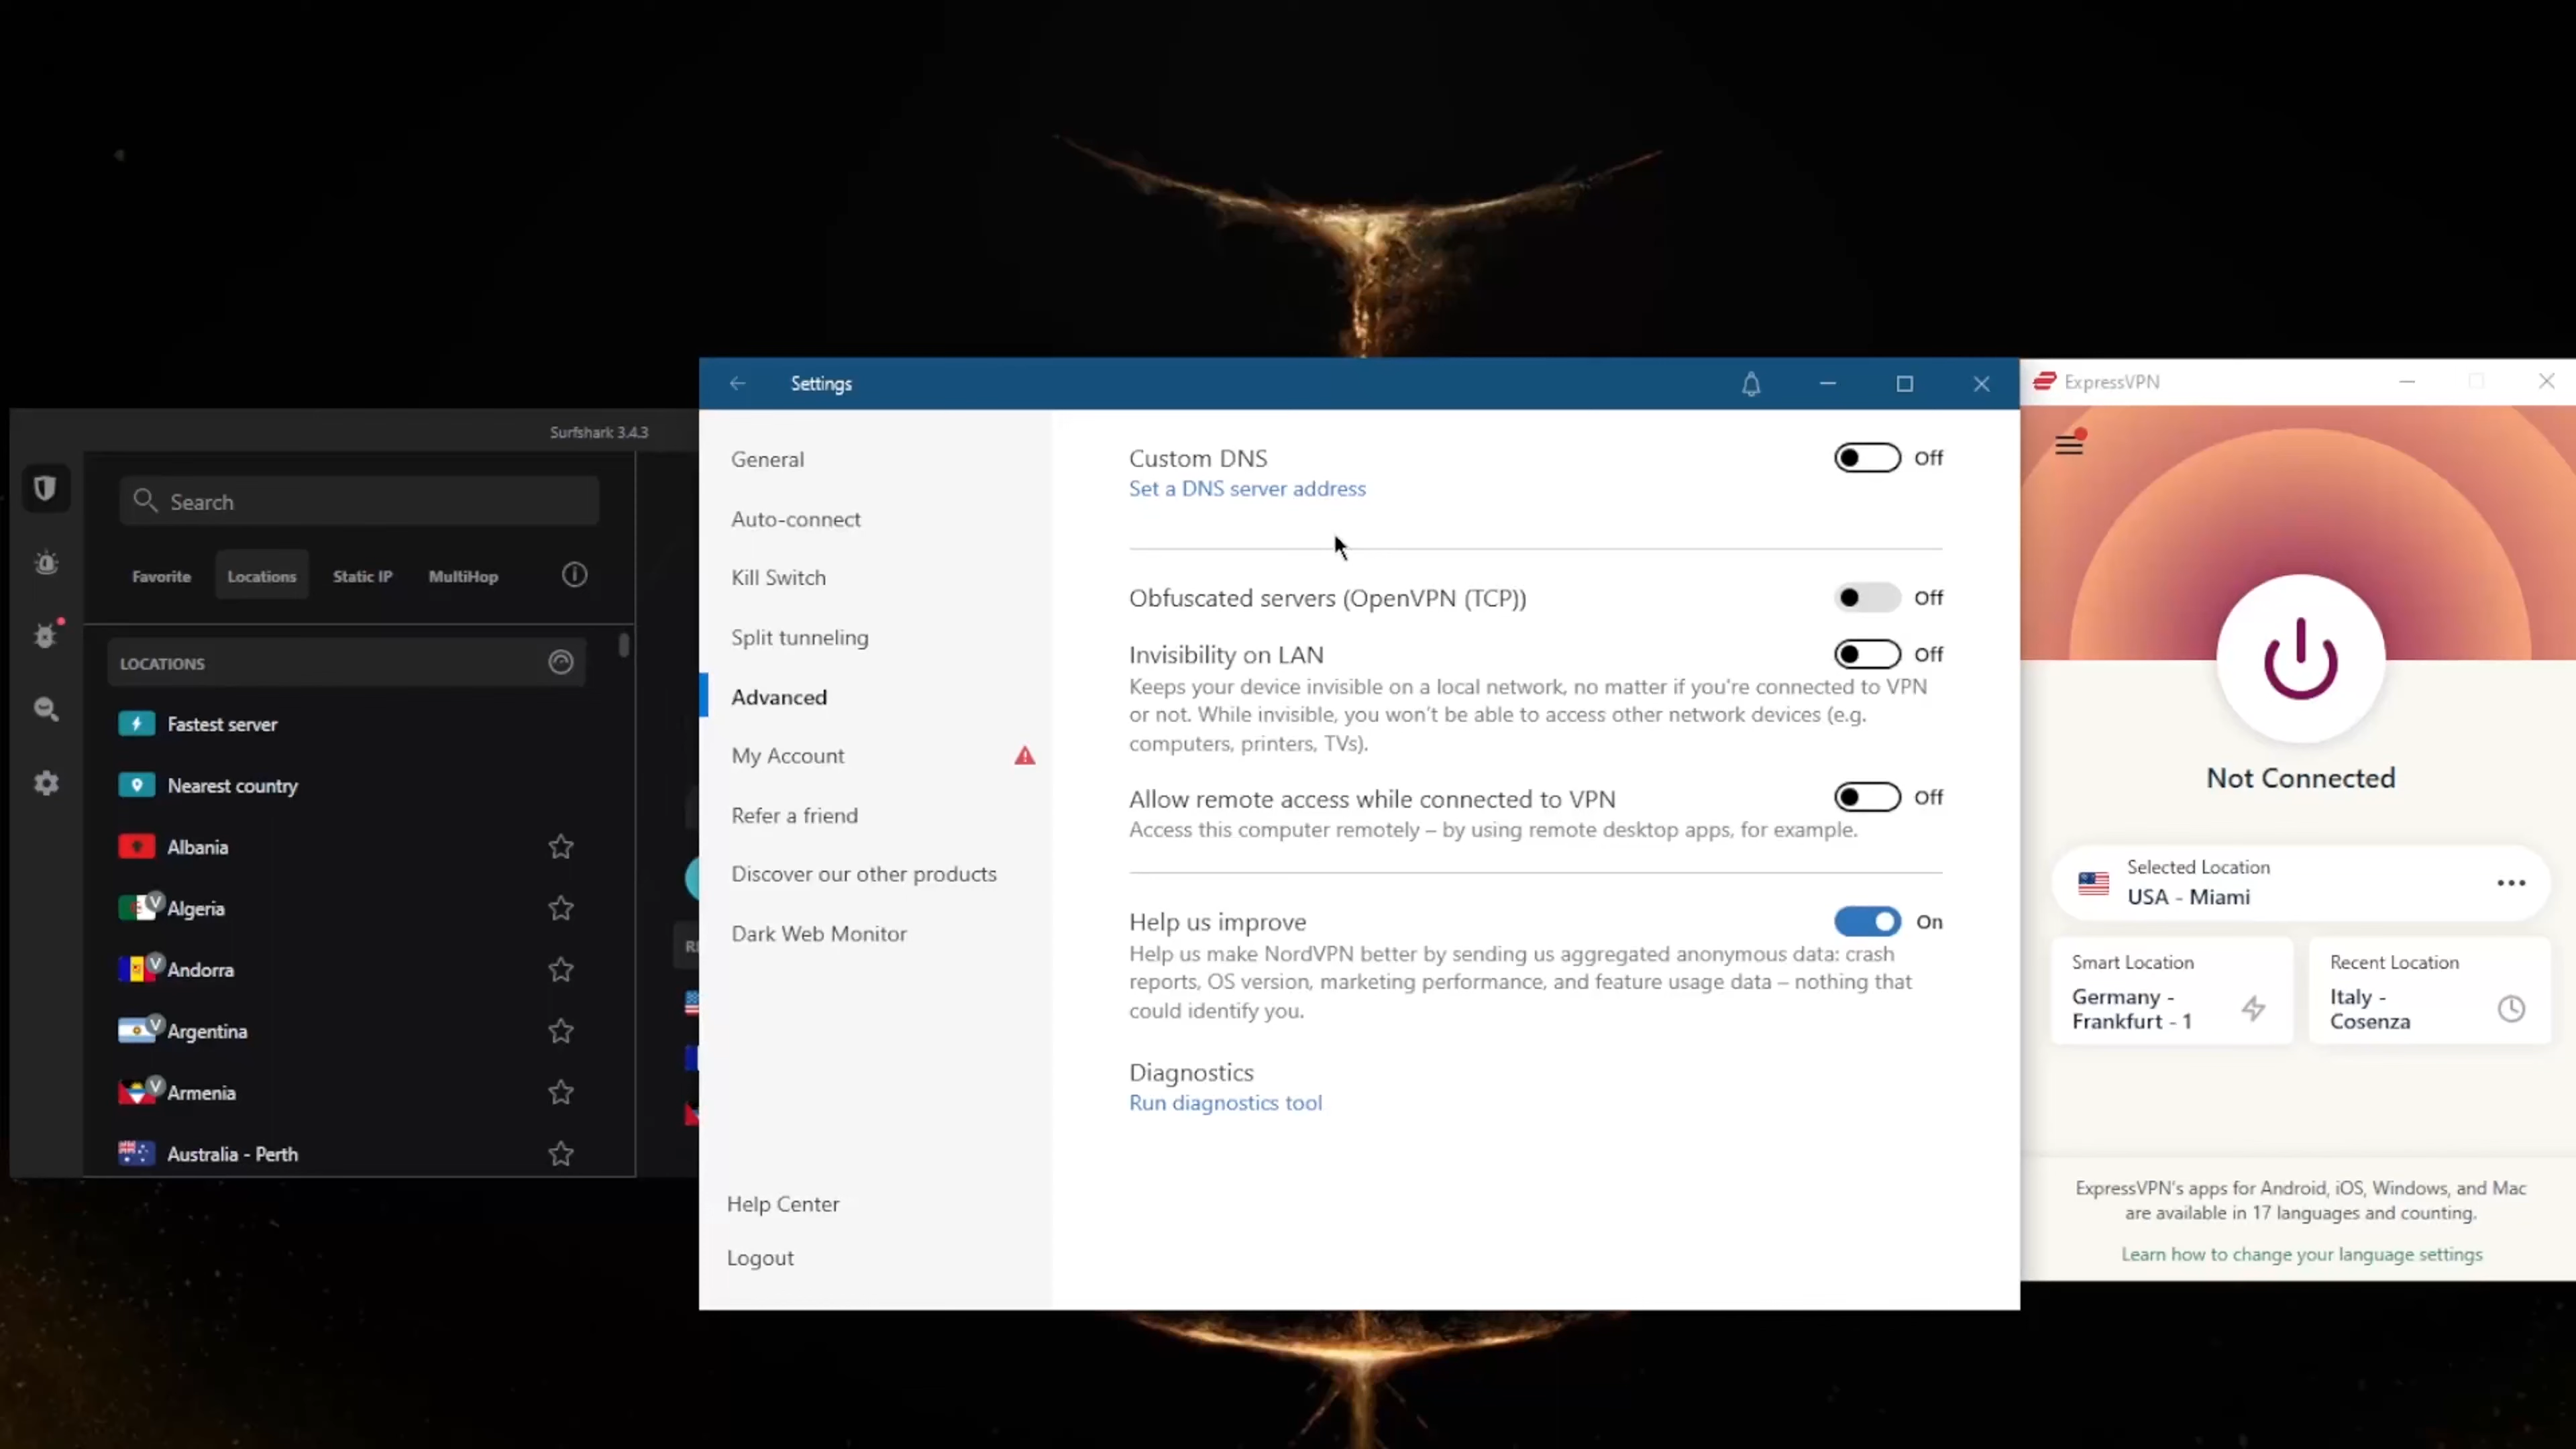 Surfshark 3.4.3
Search
Favorite
Locations
Static IP
MultiHop
LOCATIONS
Fastest server
Nearest country
Albania
V
Algeria
V
Andorra
V
Argentina
V
Armenia
Australia - Perth
Settings
General
Auto-connect
Kill Switch
Split tunneling
Advanced
My Account
Refer a friend
Discover our other products
Dark Web Monitor
Help Center
Logout
Custom DNS
Off
Set a DNS server address
Obfuscated servers (OpenVPN (TCP))
Off
Invisibility on LAN
Off
Keeps your device invisible on a local network, no matter if you're connected to VPN
or not. While invisible, you won't be able to access other network devices (e.g.
computers, printers, TVs).
Allow remote access while connected to VPN
Off
Access this computer remotely – by using remote desktop apps, for example.
Help us improve
On
Help us make NordVPN better by sending us aggregated anonymous data: crash
reports, OS version, marketing performance, and feature usage data – nothing that
could identify you.
Diagnostics
Run diagnostics tool
ExpressVPN
Not Connected
Selected Location
USA - Miami
Smart Location
Germany -
Frankfurt - 1
Recent Location
Italy -
Cosenza
ExpressVPN's apps for Android, iOS, Windows, and Mac
are available in 17 languages and counting.
Learn how to change your language settings